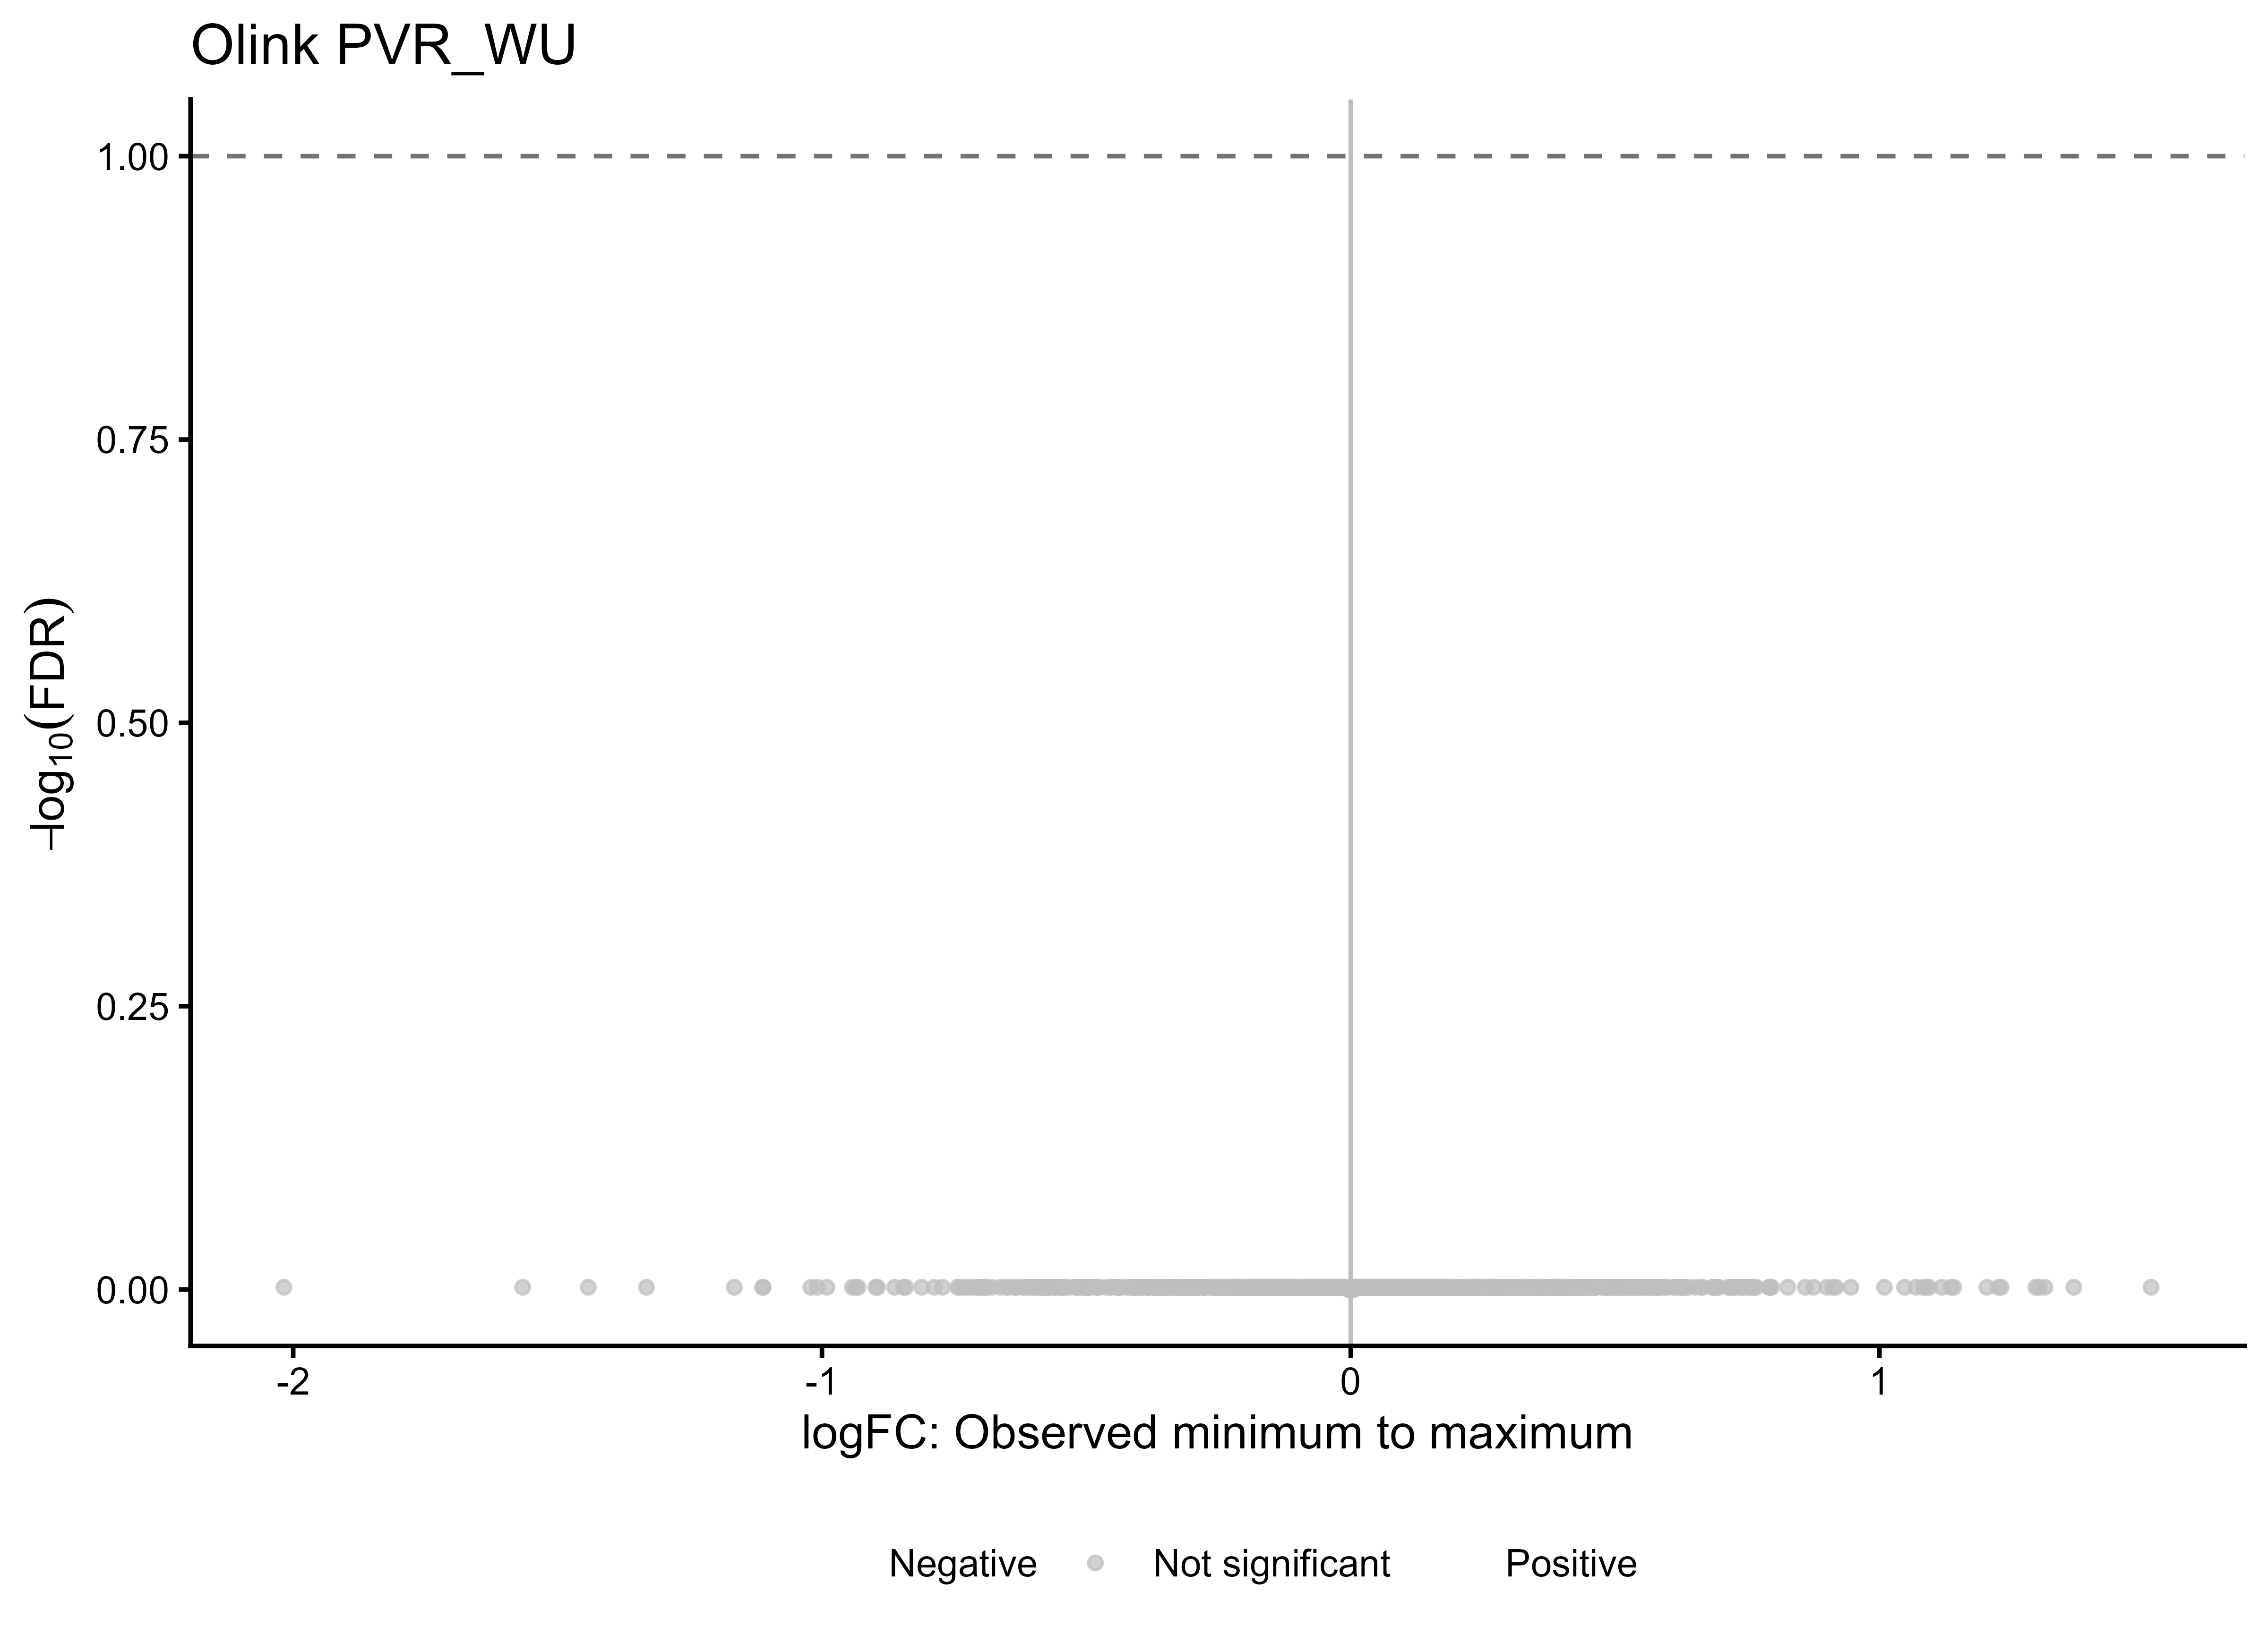 Olink PVR_WU
1.00
0.75
0.50
0.25
0.00
−log10(FDR)
-2 -1 0 1
logFC: Observed minimum to maximum
Negative Not significant Positive